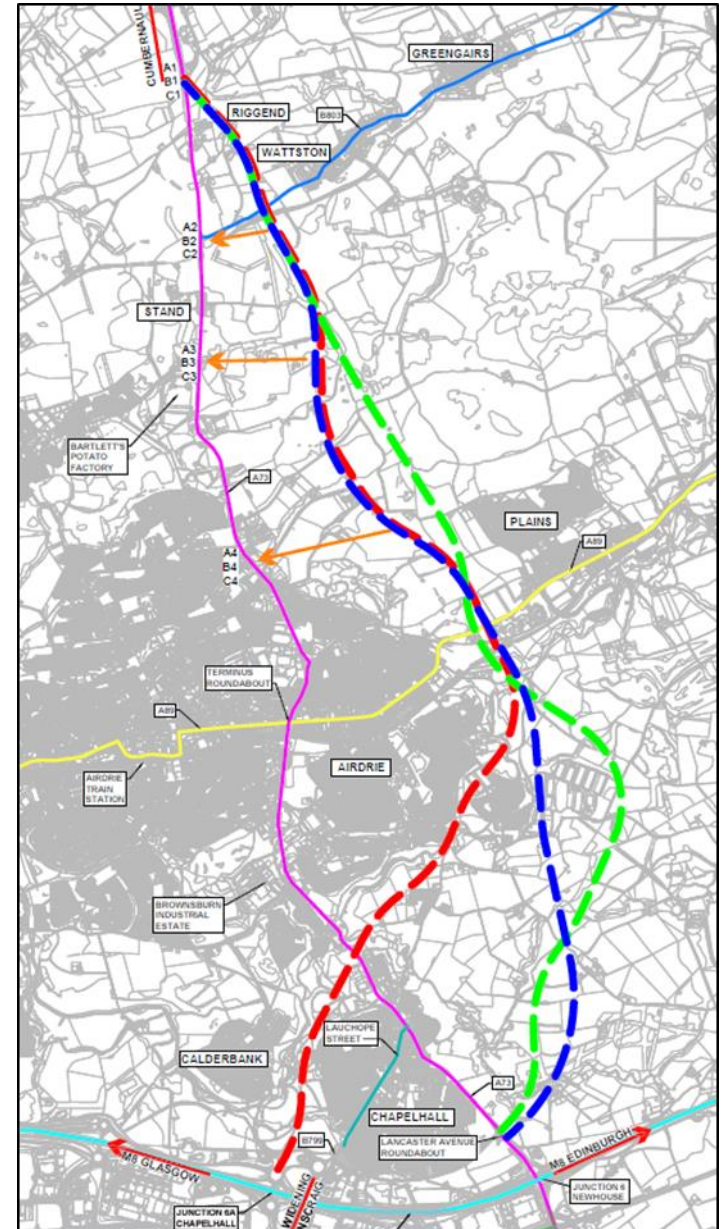 CUMBERNAUL
A1
B1
C1
GREENGAIRS
RIGGEND
B803
WATTSTON
A2
B2
C2
STAND
A3
B3
C3
BARTLETT'S
POTATO
FACTORY
A73
PLAINS
A89
A4
B4
C4
TERMINUS
ROUNDABOUT
A89
AIRDRIE
TRAIN
STATION
AIRDRIE
BROWNSBURN
INDUSTRIAL
ESTATE
LAUCHOPE
STREET
CALDERBANK
A73
CHAPELHALL
B799
LANCASTER AVENUE
ROUNDABOUT
M8 GLASGOW
M8 EDINBURGH
JUNCTION 6A
CHAPELHALL
WIDENING
NSCRAIG
JUNCTION 6
NEWHOUSE